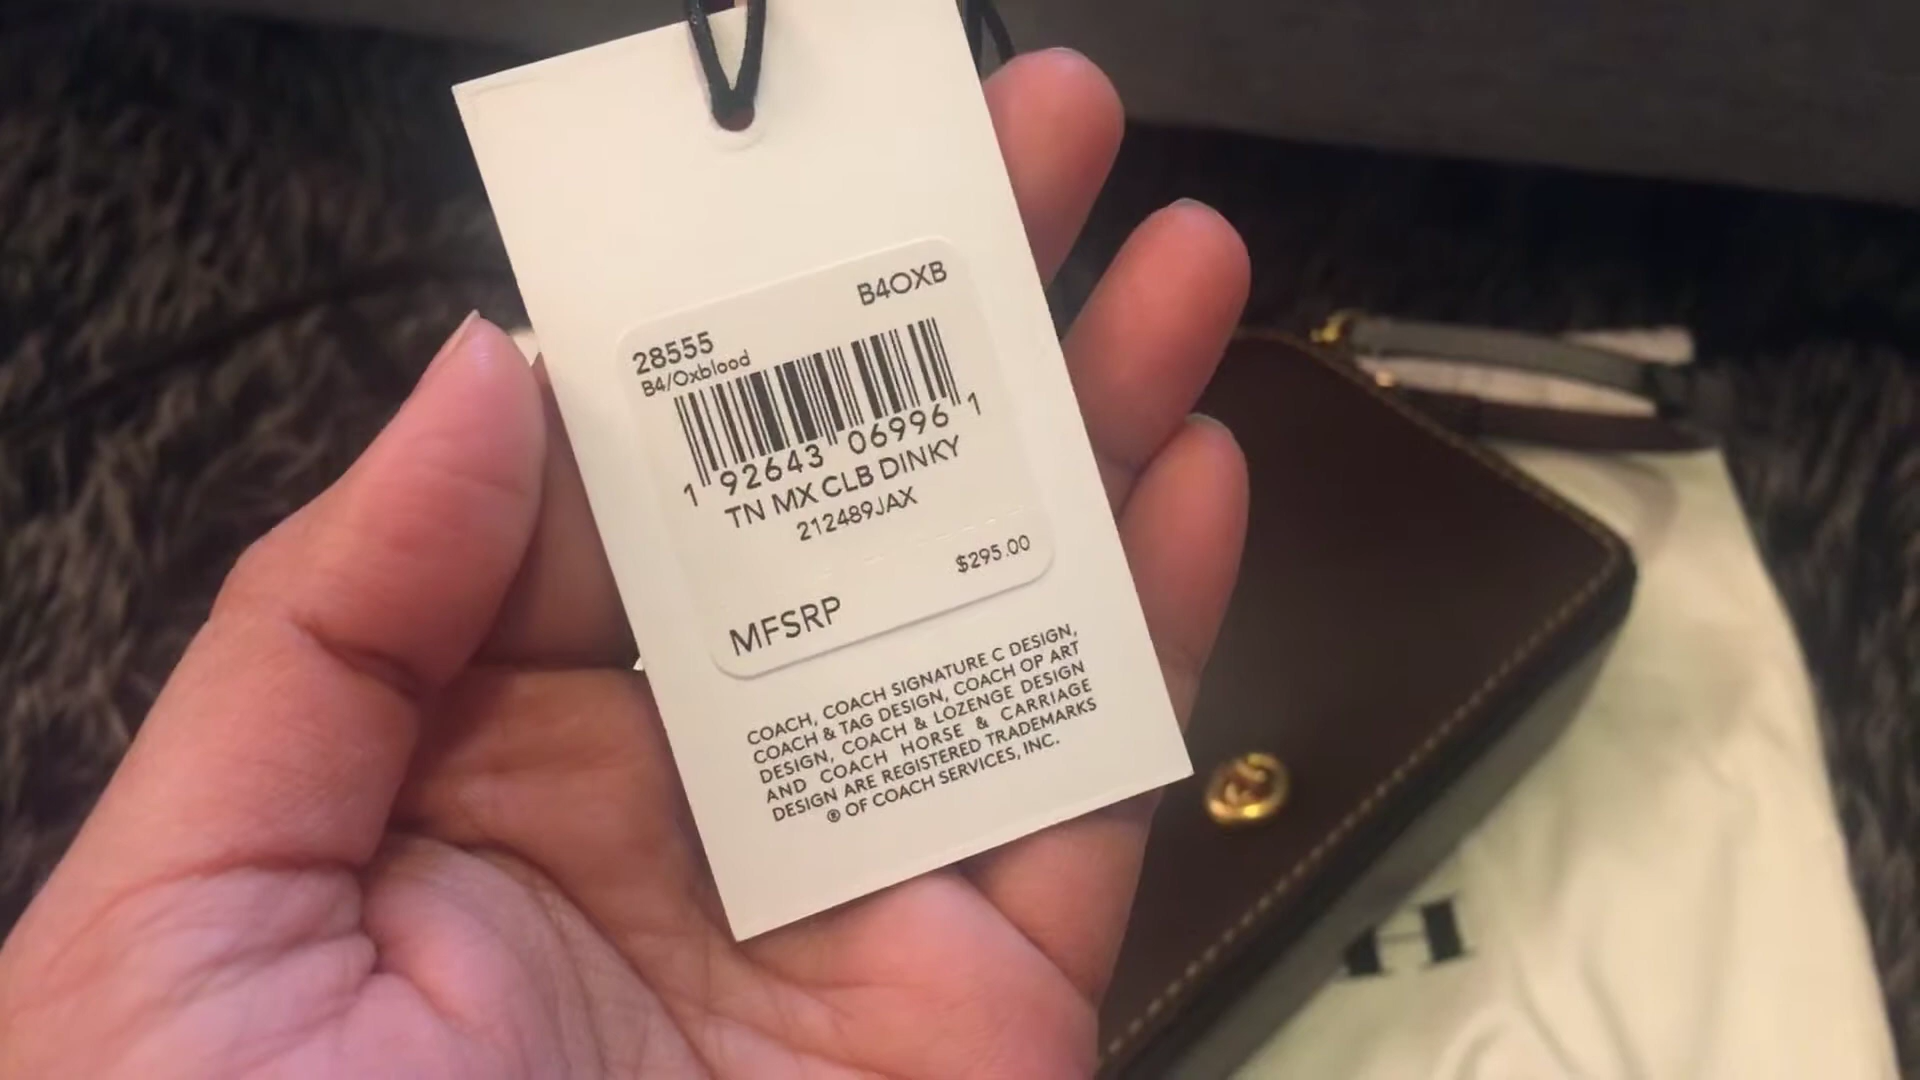 B4OXB
28555
B4/Oxblood
1 92643 06996 1
TN MX CLB DINKY
212489JAX
$295.00
MFSRP
COACH, COACH SIGNATURE C DESIGN,
COACH & TAG DESIGN, COACH OP ART
DESIGN, COACH & LOZENGE DESIGN
AND COACH HORSE & CARRIAGE
DESIGN ARE REGISTERED TRADEMARKS
® OF COACH SERVICES, INC.
H